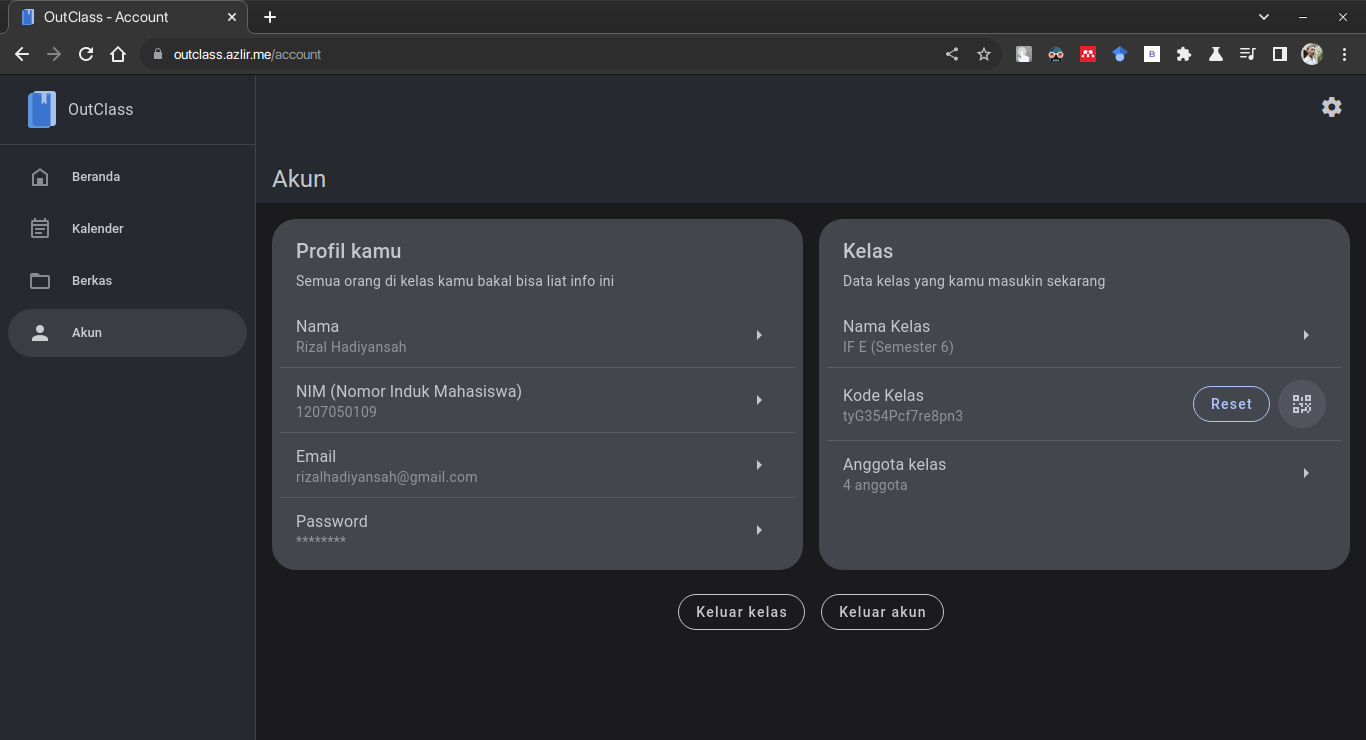 OutClass - Account
outclass.azlir.me/account
B
OutClass
Beranda
Kalender
Berkas
Akun
Akun
Profil kamu
Semua orang di kelas kamu bakal bisa liat info ini
Nama
Rizal Hadiyansah
NIM (Nomor Induk Mahasiswa)
1207050109
Email
rizalhadiyansah@gmail.com
Password
********
Kelas
Data kelas yang kamu masukin sekarang
Nama Kelas
IF E (Semester 6)
Kode Kelas
tyG354Pcf7re8pn3
Reset
Anggota kelas
4 anggota
Keluar kelas
Keluar akun